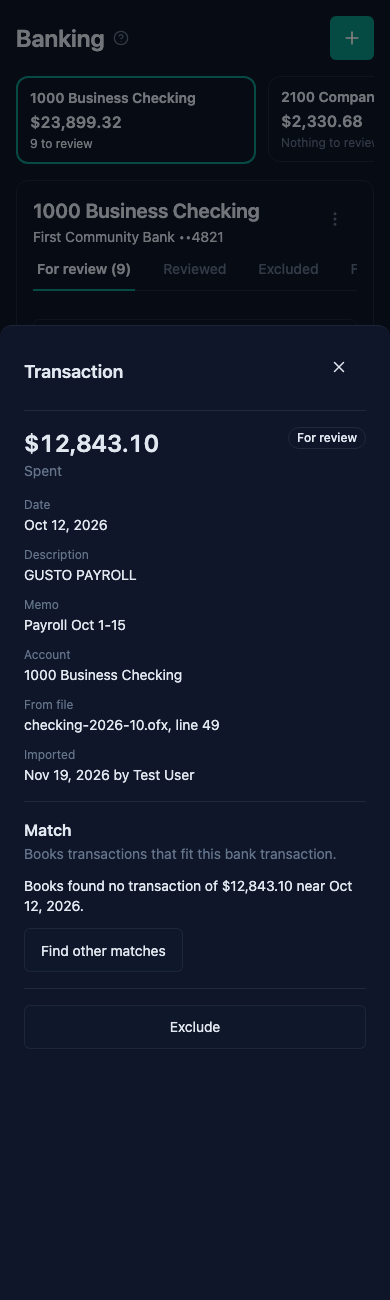 Banking
1000 Business Checking
$23,899.32
9 to review
2100 Compan
$2,330.68
Nothing to review
1000 Business Checking
First Community Bank ••4821
For review (9)
Reviewed
Excluded
F
Transaction
$12,843.10
For review
Spent
Date
Oct 12, 2026
Description
GUSTO PAYROLL
Memo
Payroll Oct 1-15
Account
1000 Business Checking
From file
checking-2026-10.ofx, line 49
Imported
Nov 19, 2026 by Test User
Match
Books transactions that fit this bank transaction.
Books found no transaction of $12,843.10 near Oct
12, 2026.
Find other matches
Exclude